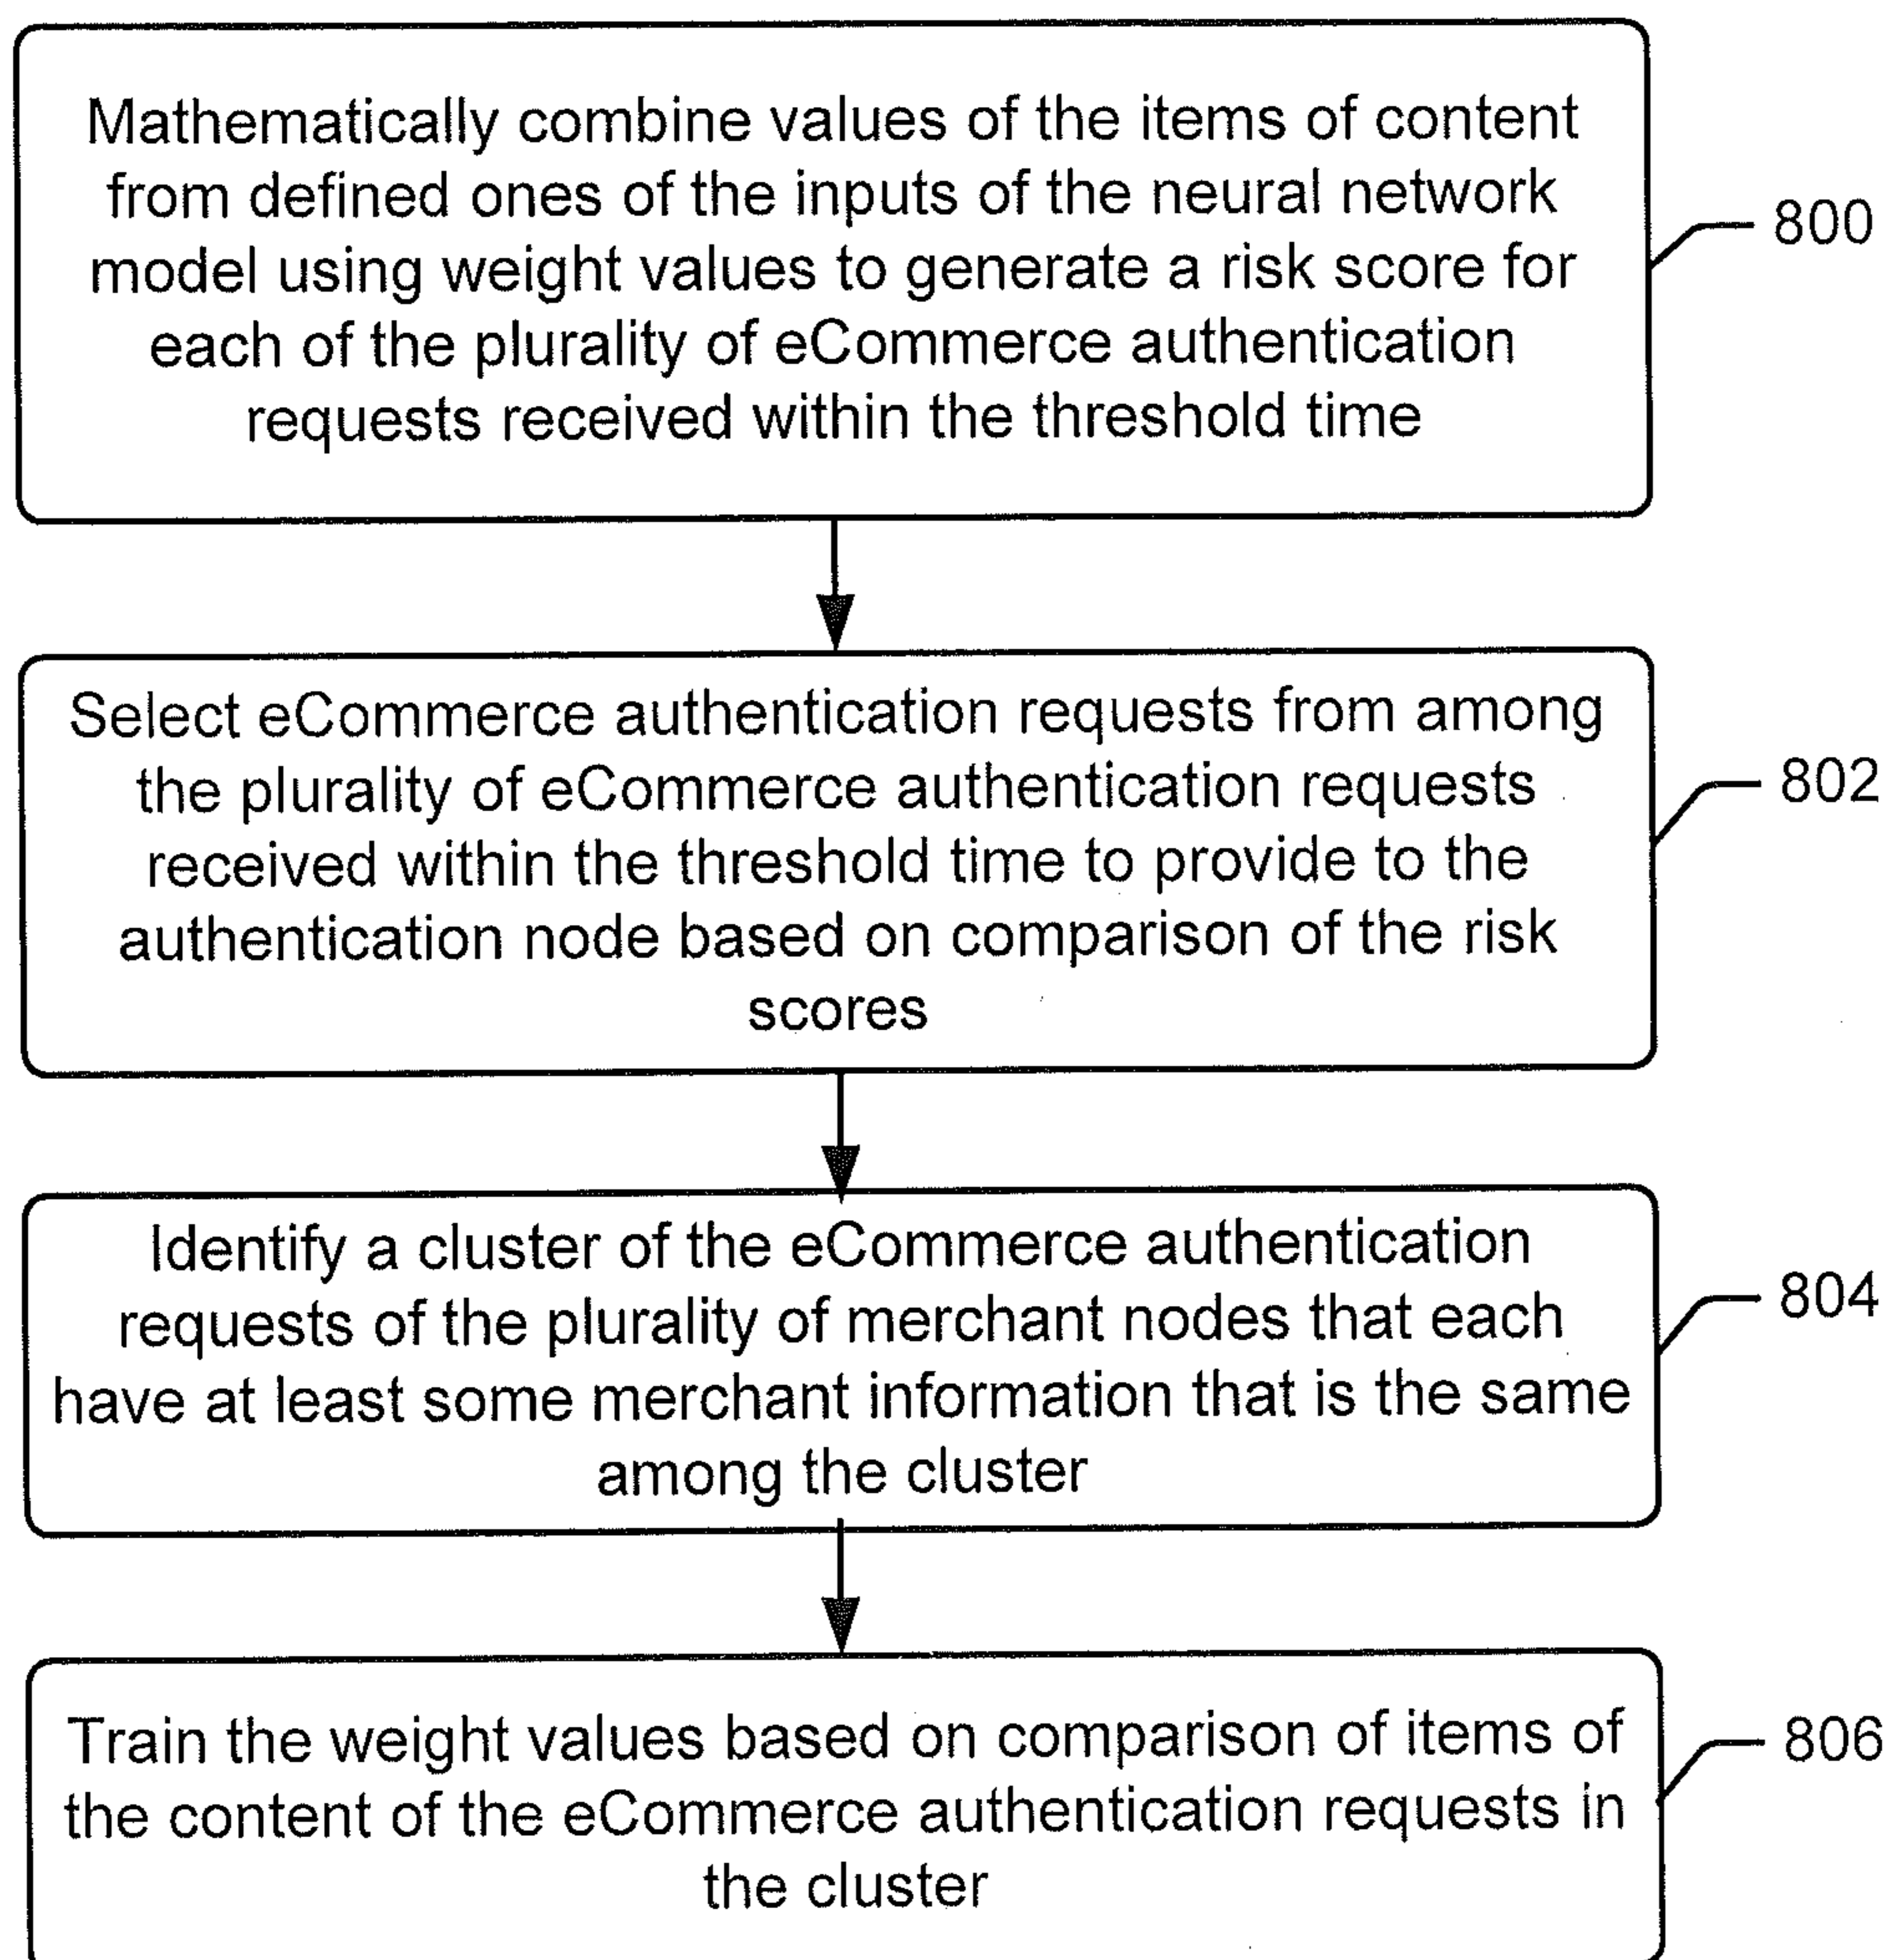 Mathematically combine values of the items of content
from defined ones of the inputs of the neural network
model using weight values to generate a risk score for
each of the plurality of eCommerce authentication
requests received within the threshold time
800
Select eCommerce authentication requests from among
the plurality of eCommerce authentication requests
received within the threshold time to provide to the
authentication node based on comparison of the risk
scores
802
Identify a cluster of the eCommerce authentication
requests of the plurality of merchant nodes that each
have at least some merchant information that is the same
among the cluster
804
Train the weight values based on comparison of items of
the content of the eCommerce authentication requests in
the cluster
806